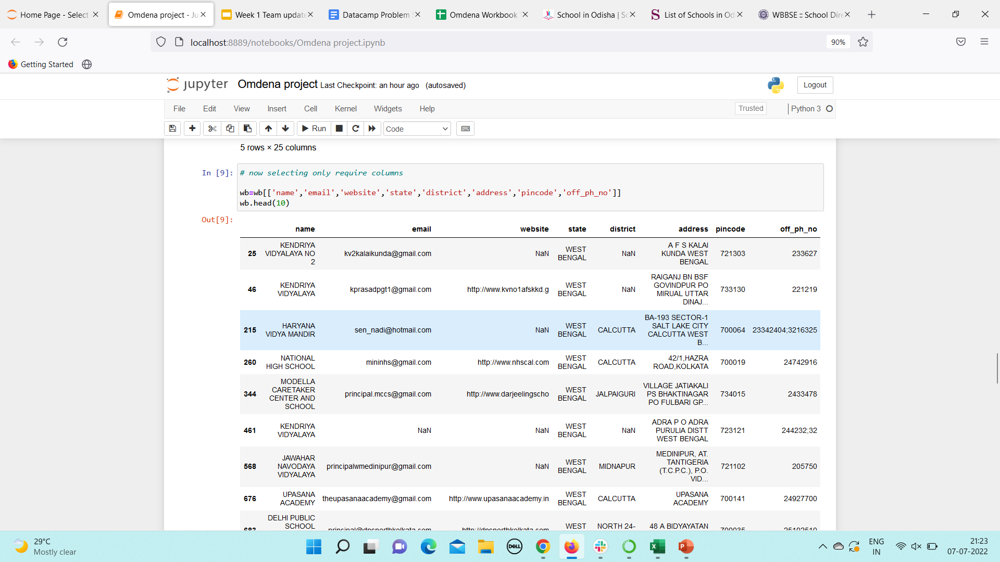 Home Page - Select
Omdena project - Ju
Week 1 Team update
Datacamp Problem S
Omdena Workbook T
School in Odisha | Sc
List of Schools in Od
WBBSE :: School Dire
localhost:8889/notebooks/Omdena project.ipynb
90%
Getting Started
jupyter Omdena project Last Checkpoint: an hour ago (autosaved)
Logout
File Edit View Insert Cell Kernel Widgets Help
Trusted
Python 3
Run
Code
5 rows × 25 columns
In [9]:
# now selecting only require columns
wb=wb[['name','email','website','state','district','address','pincode','off_ph_no']]
wb.head(10)
Out[9]:
name email website state district address pincode off_ph_no
25
KENDRIYA
VIDYALAYA NO
2
kv2kalaikunda@gmail.com
NaN
WEST
BENGAL
NaN
A F S KALAI
KUNDA WEST
BENGAL
721303
233627
46
KENDRIYA
VIDYALAYA
kprasadpgt1@gmail.com
http://www.kvno1afskkd.g
WEST
BENGAL
NaN
RAIGANJ BN BSF
GOVINDPUR PO
MIRUAL UTTAR
DINAJ...
733130
221219
215
HARYANA
VIDYA MANDIR
sen_nadi@hotmail.com
NaN
WEST
BENGAL
CALCUTTA
BA-193 SECTOR-1
SALT LAKE CITY
CALCUTTA WEST
B...
700064
23342404;3216325
260
NATIONAL
HIGH SCHOOL
mininhs@gmail.com
http://www.nhscal.com
WEST
BENGAL
CALCUTTA
42/1,HAZRA
ROAD,KOLKATA
700019
24742916
344
MODELLA
CARETAKER
CENTER AND
SCHOOL
principal.mccs@gmail.com
http://www.darjeelingscho
WEST
BENGAL
JALPAIGURI
VILLAGE JATIAKALI
PS BHAKTINAGAR
PO FULBARI GP...
734015
2433478
461
KENDRIYA
VIDYALAYA
NaN
NaN
WEST
BENGAL
NaN
ADRA P O ADRA
PURULIA DISTT
WEST BENGAL
723121
244232;32
568
JAWAHAR
NAVODAYA
VIDYALAYA
principalwmedinipur@gmail.com
NaN
WEST
BENGAL
MIDNAPUR
MEDINIPUR, AT.
TANTIGERIA
(T.C.P.C.), P.O.
VID...
721102
205750
676
UPASANA
ACADEMY
theupasanaacademy@gmail.com
http://www.upasanaacademy.in
WEST
BENGAL
CALCUTTA
UPASANA
ACADEMY
700141
24927700
683
DELHI PUBLIC
SCHOOL
principal@dpsnorthkolkata.com
http://dpsnorthkolkata.com
WEST
NORTH 24-
48 A BIDYAYATAN
700035
25102510
29°C
Mostly clear
DELL
ENG
IN
21:23
07-07-2022